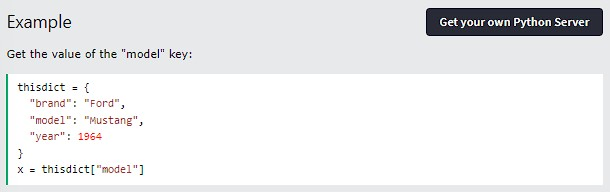 Example
Get your own Python Server
Get the value of the "model" key:
thisdict = {
  "brand": "Ford",
  "model": "Mustang",
  "year": 1964
}
x = thisdict["model"]